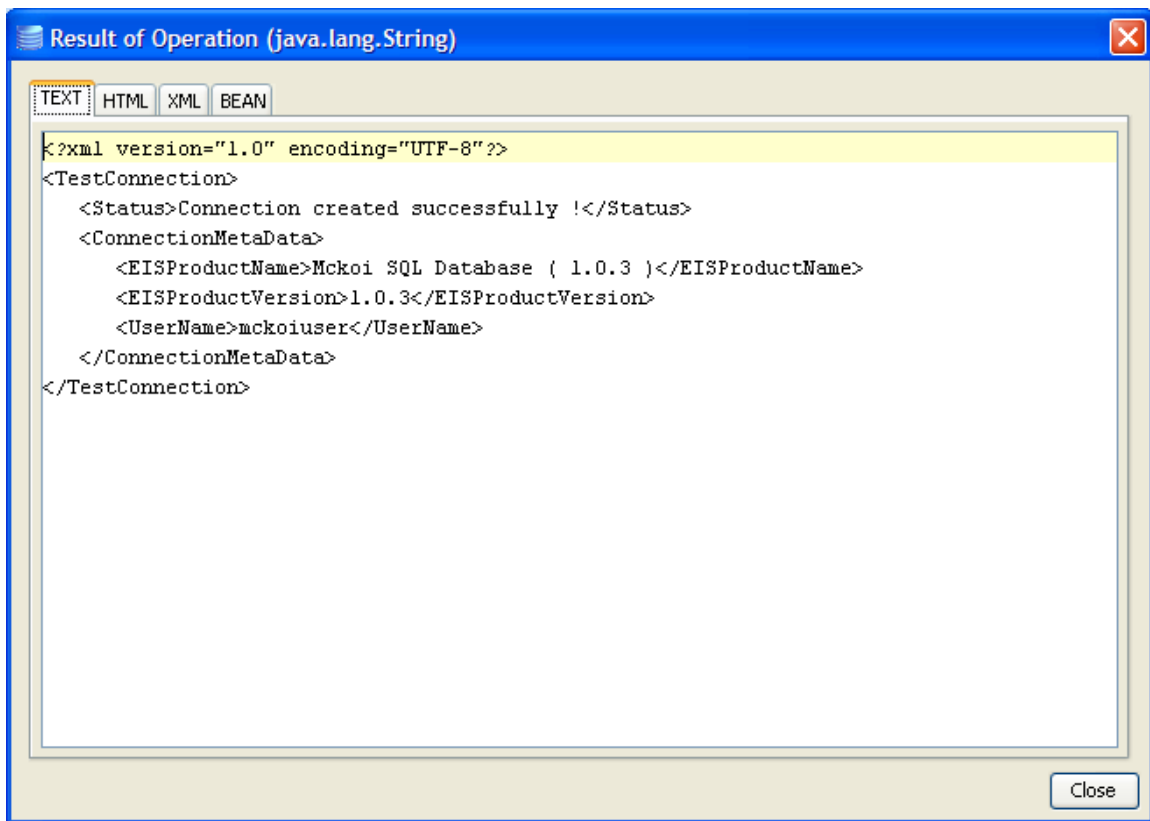 Result of Operation (java.lang.String)
TEXT HTML XML BEAN
<?xml version="1.0" encoding="UTF-8"?>
<TestConnection>
   <Status>Connection created successfully !</Status>
   <ConnectionMetaData>
      <EISProductName>Mckoi SQL Database ( 1.0.3 )</EISProductName>
      <EISProductVersion>1.0.3</EISProductVersion>
      <UserName>mckoiuser</UserName>
   </ConnectionMetaData>
</TestConnection>
Close